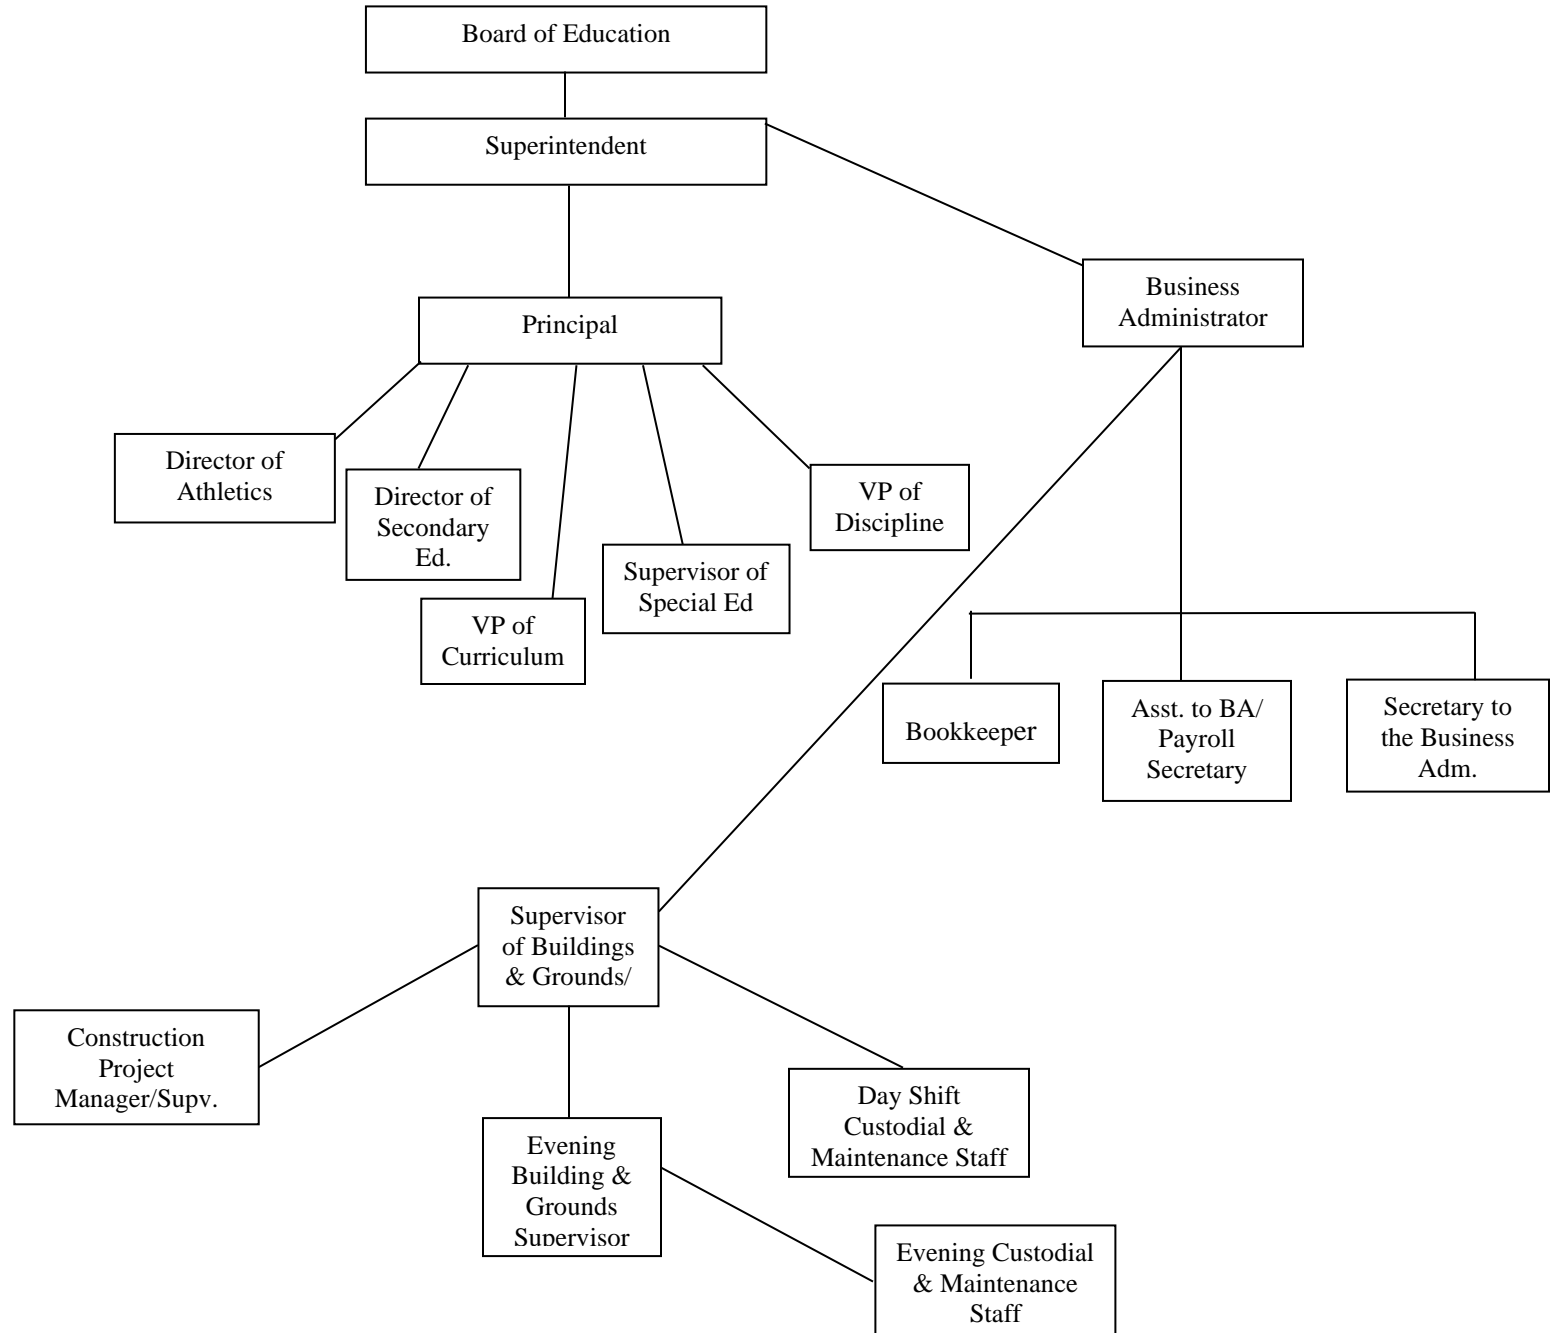 Board of Education
Superintendent
Business
Administrator
Principal
Director of
Athletics
Director of
Secondary
Ed.
VP of
Curriculum
Supervisor of
Special Ed
VP of
Discipline
Bookkeeper
Asst. to BA/
Payroll
Secretary
Secretary to
the Business
Adm.
Supervisor
of Buildings
& Grounds/
Construction
Project
Manager/Supv.
Evening
Building &
Grounds
Supervisor
Day Shift
Custodial &
Maintenance Staff
Evening Custodial
& Maintenance
Staff